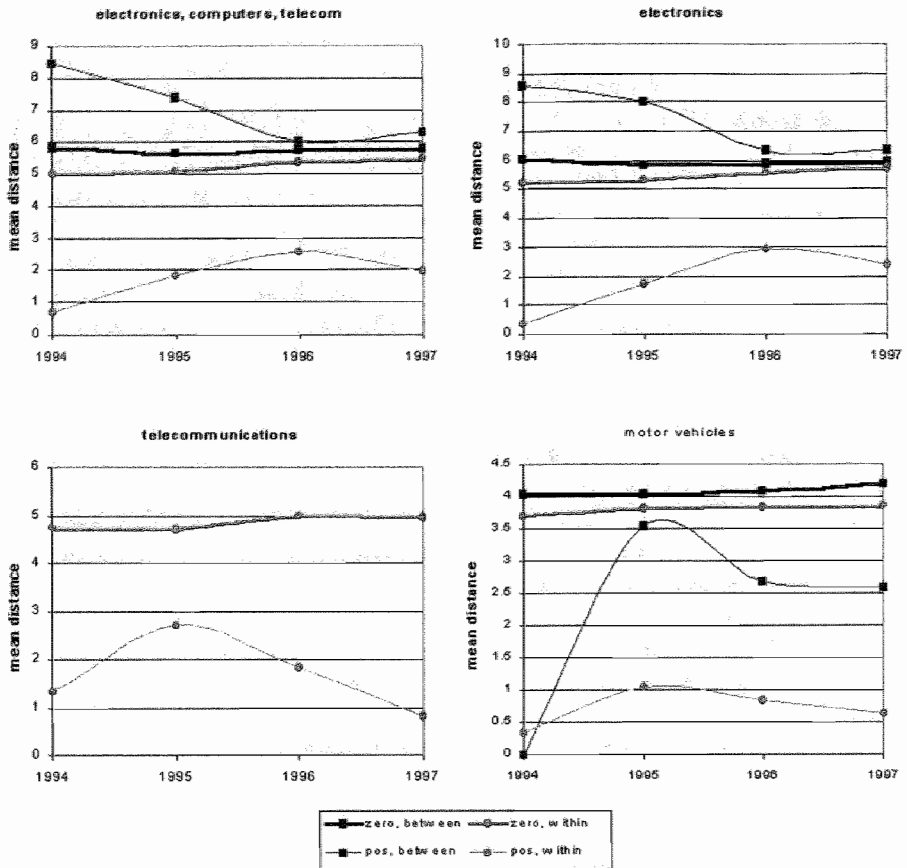 electronics, computers, telecom
9
8
7
6
5
4
3
2
1
0
mean distance
1994 1995 1996 1997
electronics
10
9
8
7
6
5
4
3
2
1
0
mean distance
1994 1995 1996 1997
telecommunications
6
5
4
3
2
1
0
mean distance
1994 1995 1996 1997
motor vehicles
4.5
4
3.5
3
2.5
2
1.5
1
0.5
0
mean distance
1994 1995 1996 1997
zero, between zero, within
pos, between pos, within